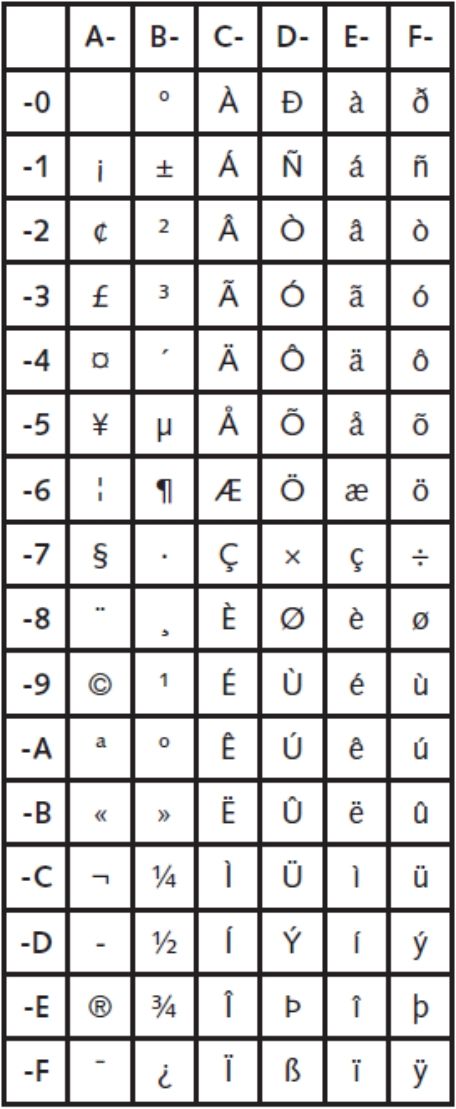 A- B- C- D- E- F-
-0 ° À Ð à ð
-1 ¡ ± Á Ñ á ñ
-2 ¢ ² Â Ò â ò
-3 £ ³ Ã Ó ã ó
-4 ¤ ´ Ä Ô ä ô
-5 ¥ µ Å Õ å õ
-6 ¦ ¶ Æ Ö æ ö
-7 § · Ç × ç ÷
-8 ¨ ¸ È Ø è ø
-9 © ¹ É Ù é ù
-A ª º Ê Ú ê ú
-B « » Ë Û ë û
-C ¬ ¼ Ì Ü ì ü
-D - ½ Í Ý í ý
-E ® ¾ Î Þ î þ
-F ¯ ¿ Ï ß ï ÿ